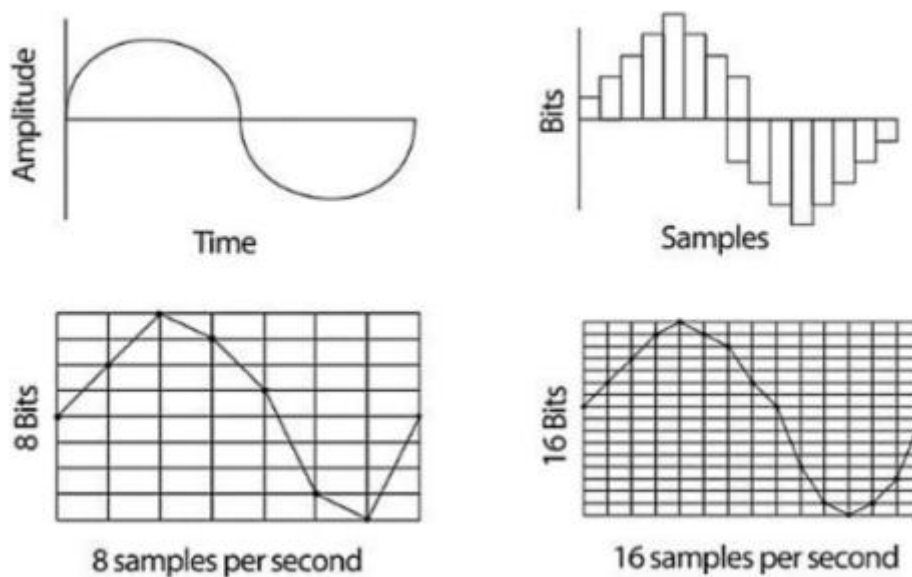 Amplitude
Time
Bits
Samples
8 Bits
8 samples per second
16 Bits
16 samples per second